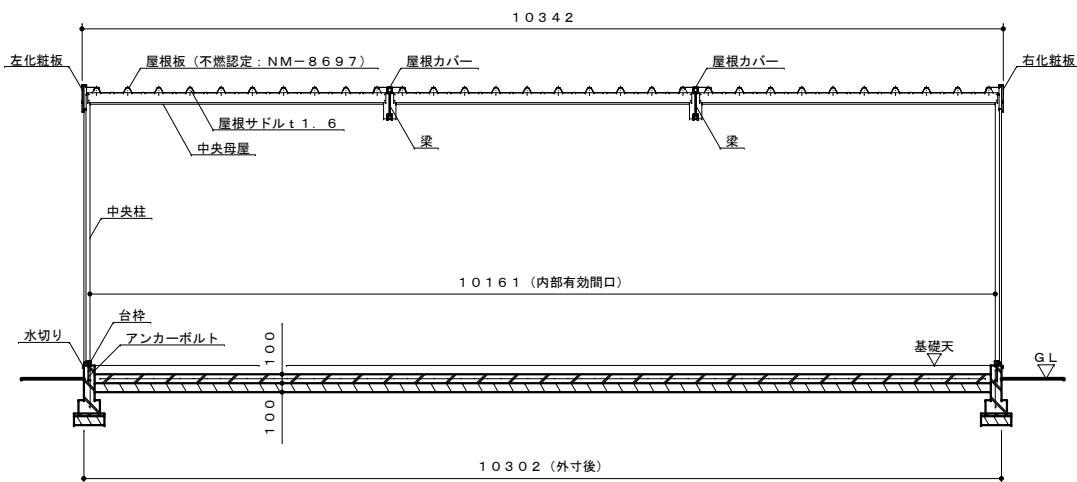 １０３４２
左化粧板
屋根板（不燃認定：ＮＭ－８６９７）
屋根カバー
屋根カバー
右化粧板
屋根サドルｔ１．６
中央母屋
梁
梁
中央柱
１０１６１（内部有効間口）
台枠
水切り
アンカーボルト
１００
基礎天
ＧＬ
１００
１０３０２（外寸後）